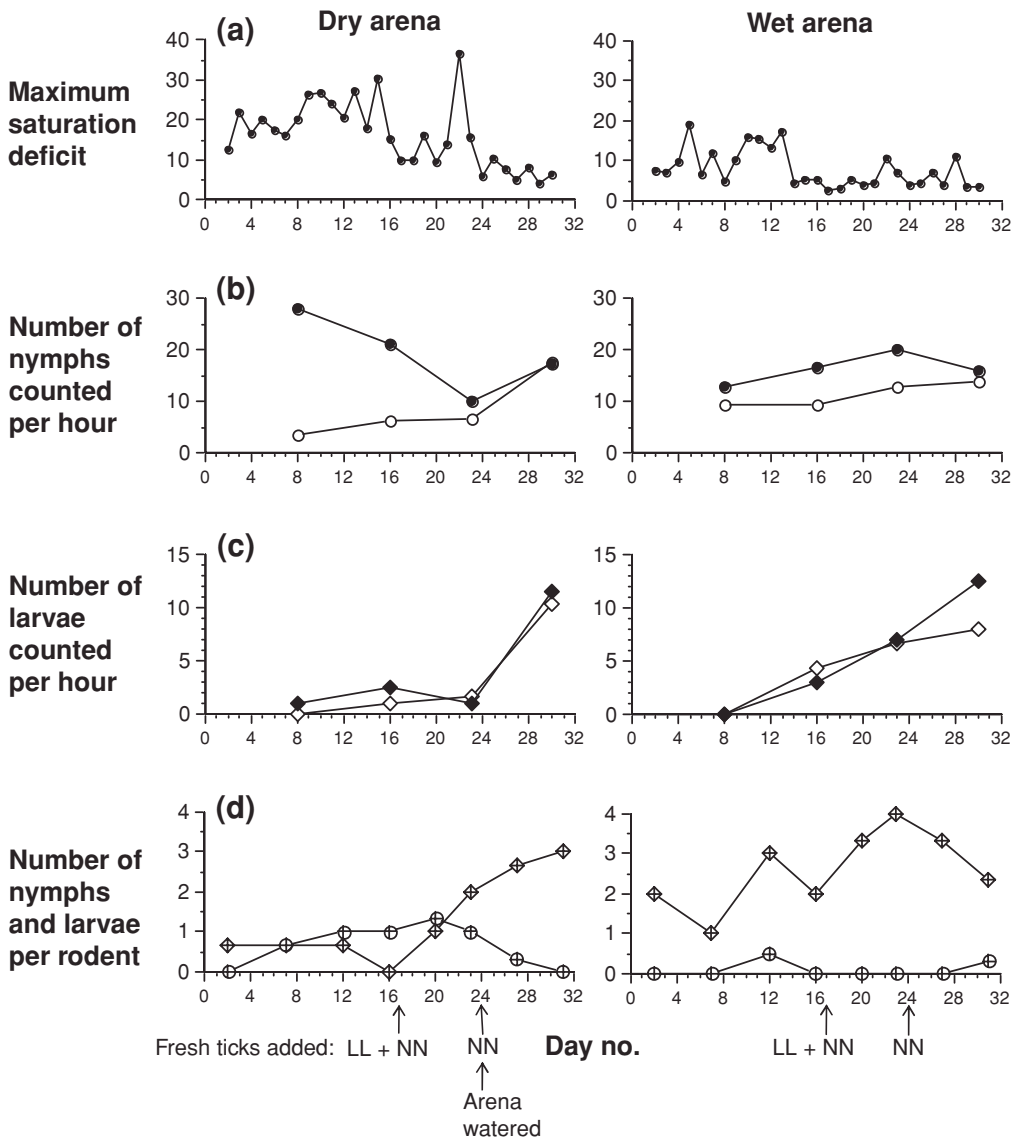 (a)
Dry arena
Wet arena
Maximum
saturation
deficit
40
30
20
10
0
0 4 8 12 16 20 24 28 32
40
30
20
10
0
0 4 8 12 16 20 24 28 32
(b)
Number of
nymphs
counted
per hour
30
20
10
0
0 4 8 12 16 20 24 28 32
30
20
10
0
0 4 8 12 16 20 24 28 32
(c)
Number of
larvae
counted
per hour
15
10
5
0
0 4 8 12 16 20 24 28 32
15
10
5
0
0 4 8 12 16 20 24 28 32
(d)
Number of
nymphs
and larvae
per rodent
4
3
2
1
0
0 4 8 12 16 20 24 28 32
4
3
2
1
0
0 4 8 12 16 20 24 28 32
Fresh ticks added: LL + NN NN Day no. LL + NN NN
Arena
watered